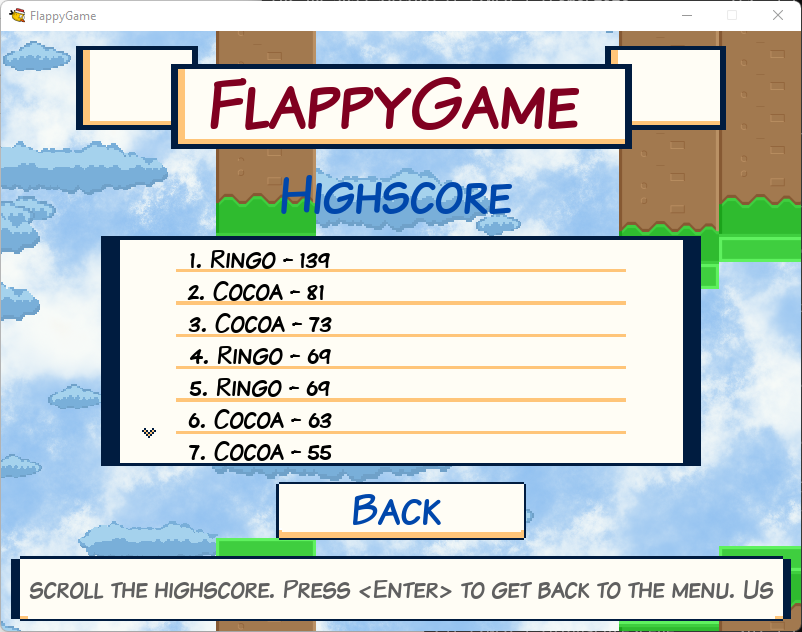 FlappyGame
FlappyGame
Highscore
1. Ringo - 139
2. Cocoa - 81
3. Cocoa - 73
4. Ringo - 69
5. Ringo - 69
6. Cocoa - 63
7. Cocoa - 55
Back
scroll the highscore. Press <Enter> to get back to the menu. Us